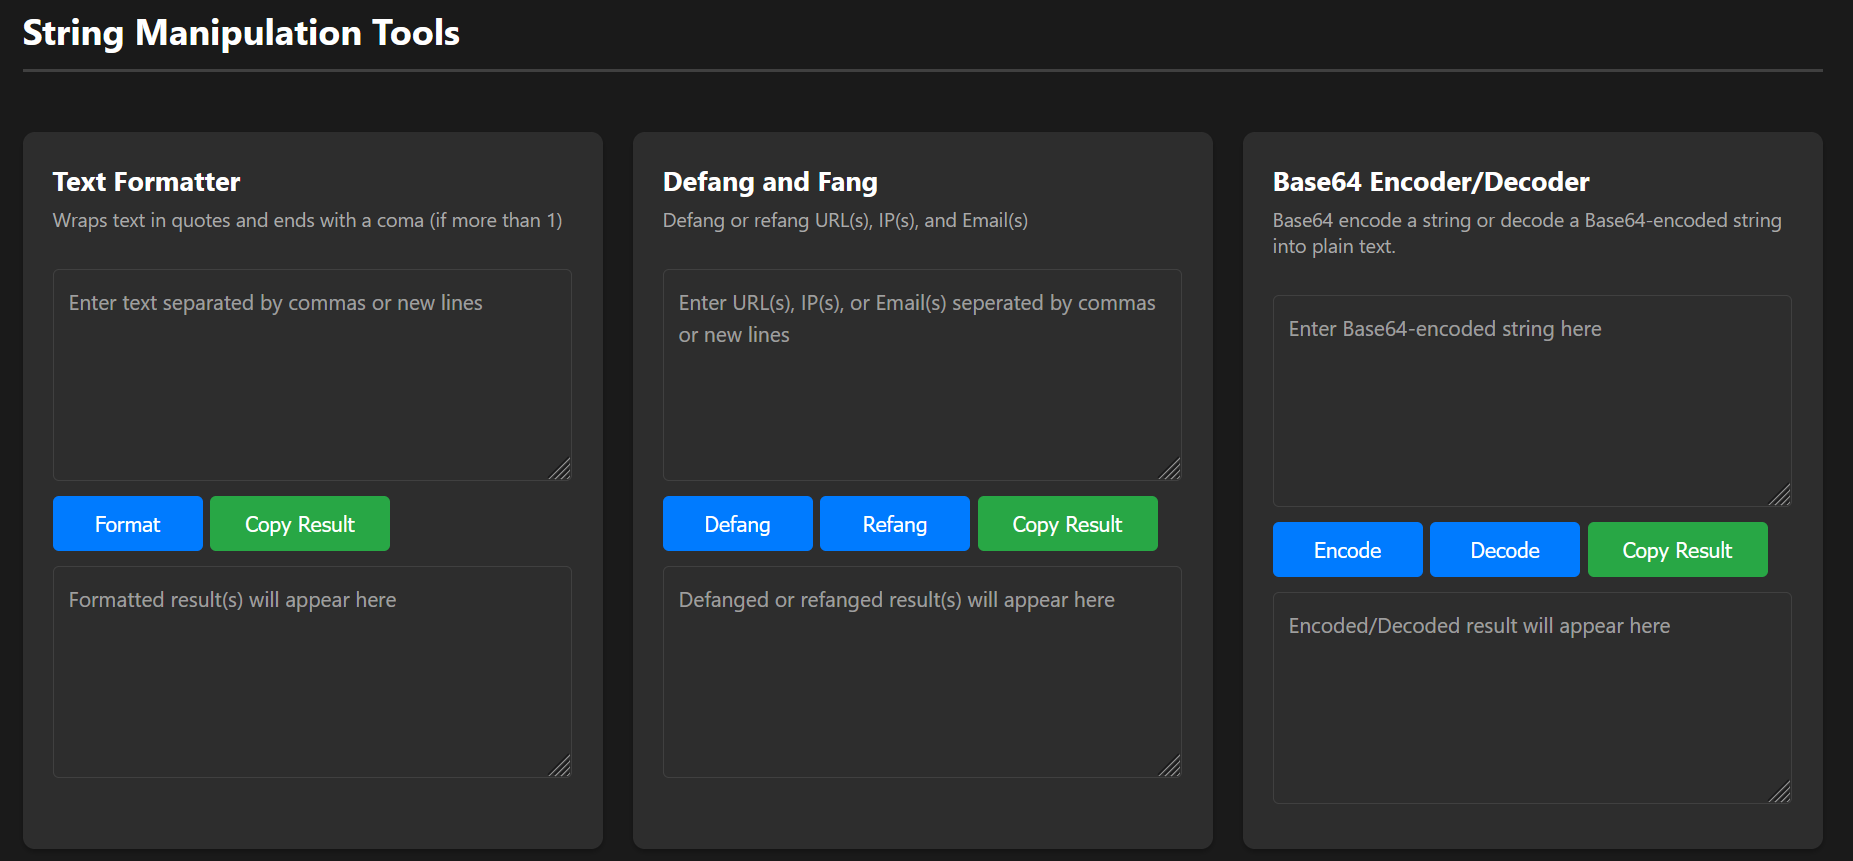 String Manipulation Tools
Text Formatter
Wraps text in quotes and ends with a coma (if more than 1)
Enter text separated by commas or new lines
Format
Copy Result
Formatted result(s) will appear here
Defang and Fang
Defang or refang URL(s), IP(s), and Email(s)
Enter URL(s), IP(s), or Email(s) seperated by commas
or new lines
Defang
Refang
Copy Result
Defanged or refanged result(s) will appear here
Base64 Encoder/Decoder
Base64 encode a string or decode a Base64-encoded string
into plain text.
Enter Base64-encoded string here
Encode
Decode
Copy Result
Encoded/Decoded result will appear here